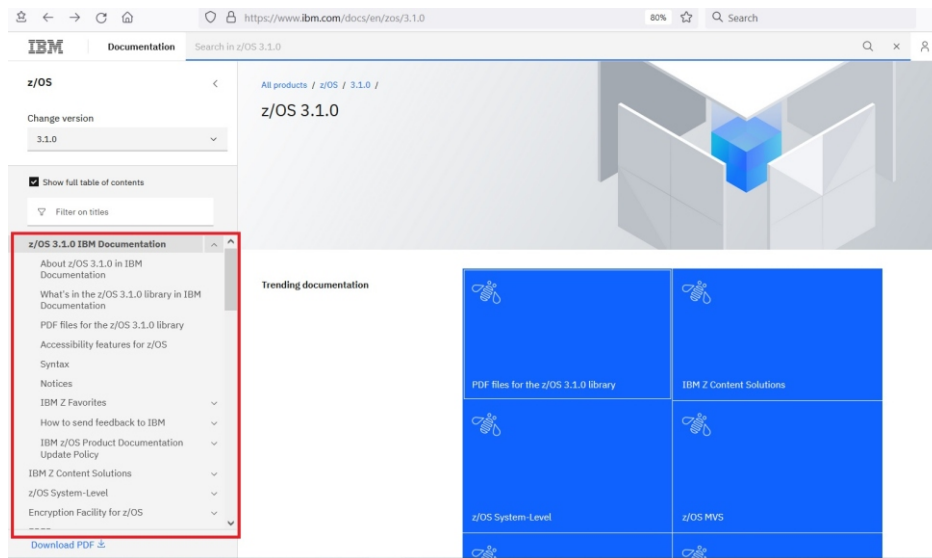 https://www.ibm.com/docs/en/zos/3.1.0
80%
Search
IBM
Documentation
Search in z/OS 3.1.0
z/OS
Change version
3.1.0
Show full table of contents
Filter on titles
z/OS 3.1.0 IBM Documentation
About z/OS 3.1.0 in IBM
Documentation
What's in the z/OS 3.1.0 library in IBM
Documentation
PDF files for the z/OS 3.1.0 library
Accessibility features for z/OS
Syntax
Notices
IBM Z Favorites
How to send feedback to IBM
IBM z/OS Product Documentation
Update Policy
IBM Z Content Solutions
z/OS System-Level
Encryption Facility for z/OS
Download PDF
All products / z/OS / 3.1.0 /
z/OS 3.1.0
Trending documentation
PDF files for the z/OS 3.1.0 library
IBM Z Content Solutions
z/OS System-Level
z/OS MVS